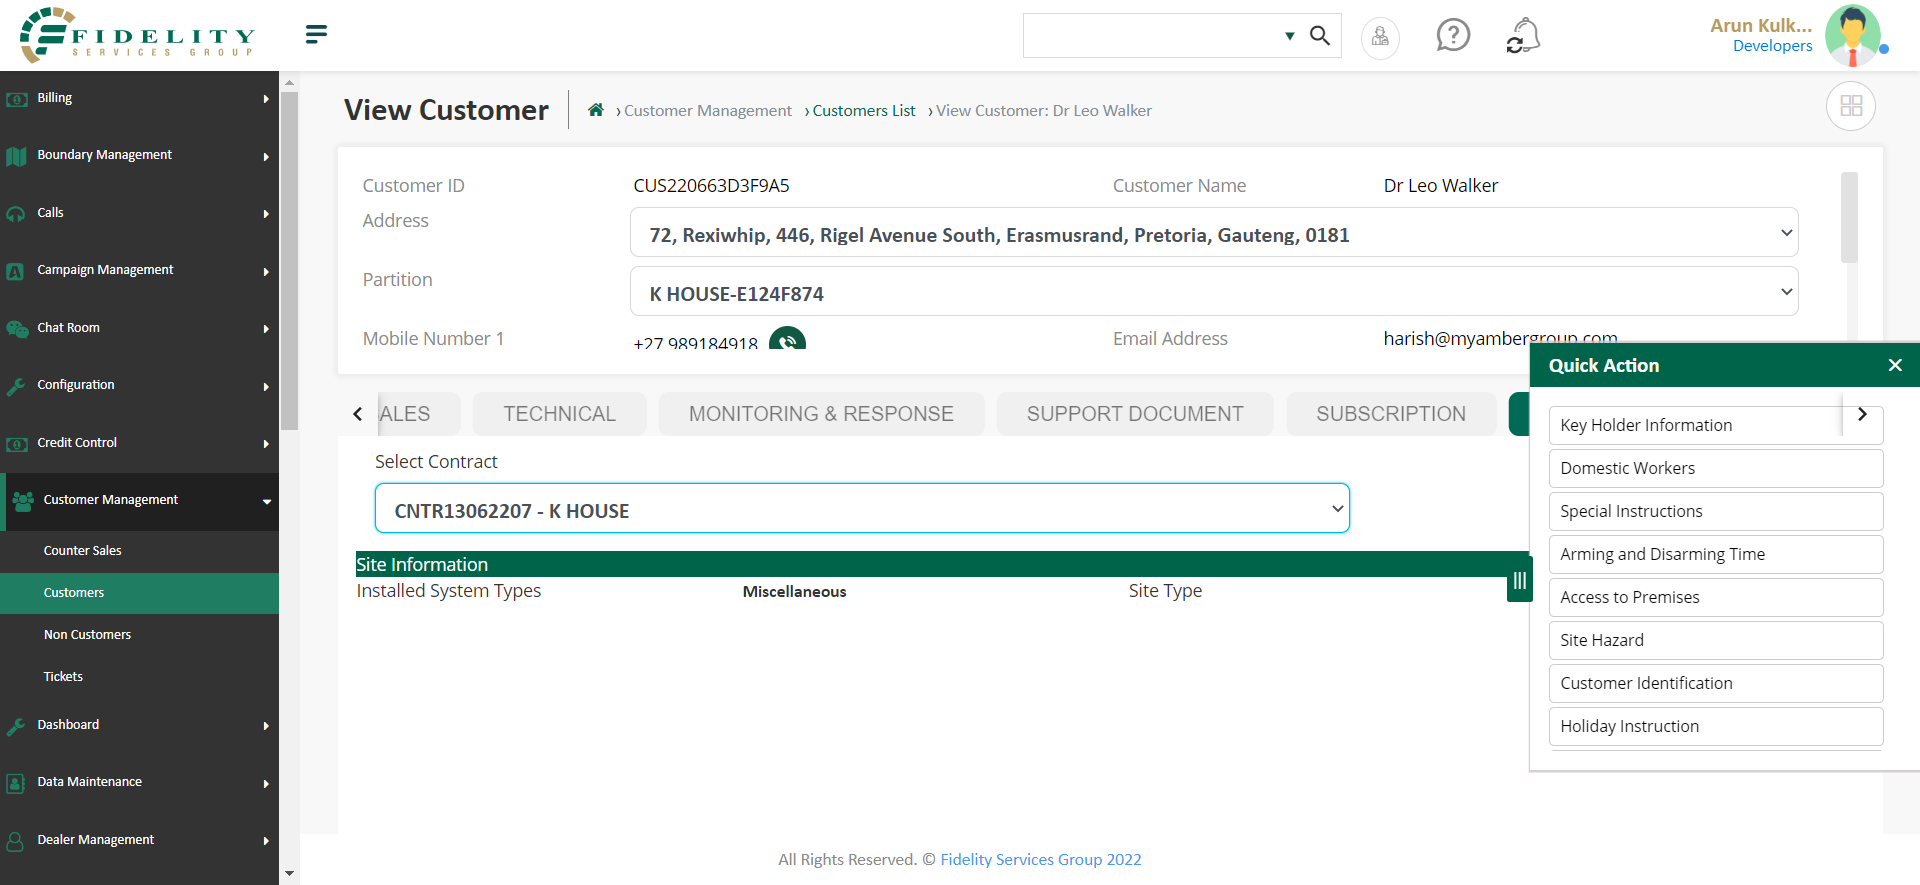 FIDELITY
SERVICES GROUP
Arun Kulk...
Developers
Billing
Boundary Management
Calls
Campaign Management
Chat Room
Configuration
Credit Control
Customer Management
Counter Sales
Customers
Non Customers
Tickets
Dashboard
Data Maintenance
Dealer Management
View Customer
› Customer Management › Customers List › View Customer: Dr Leo Walker
Customer ID CUS220663D3F9A5 Customer Name Dr Leo Walker
Address 72, Rexiwhip, 446, Rigel Avenue South, Erasmusrand, Pretoria, Gauteng, 0181
Partition K HOUSE-E124F874
Mobile Number 1 +27 989184918 Email Address harish@myambergroup.com
ALES TECHNICAL MONITORING & RESPONSE SUPPORT DOCUMENT SUBSCRIPTION
Select Contract
CNTR13062207 - K HOUSE
Site Information
Installed System Types Miscellaneous Site Type
Quick Action
Key Holder Information
Domestic Workers
Special Instructions
Arming and Disarming Time
Access to Premises
Site Hazard
Customer Identification
Holiday Instruction
All Rights Reserved. © Fidelity Services Group 2022